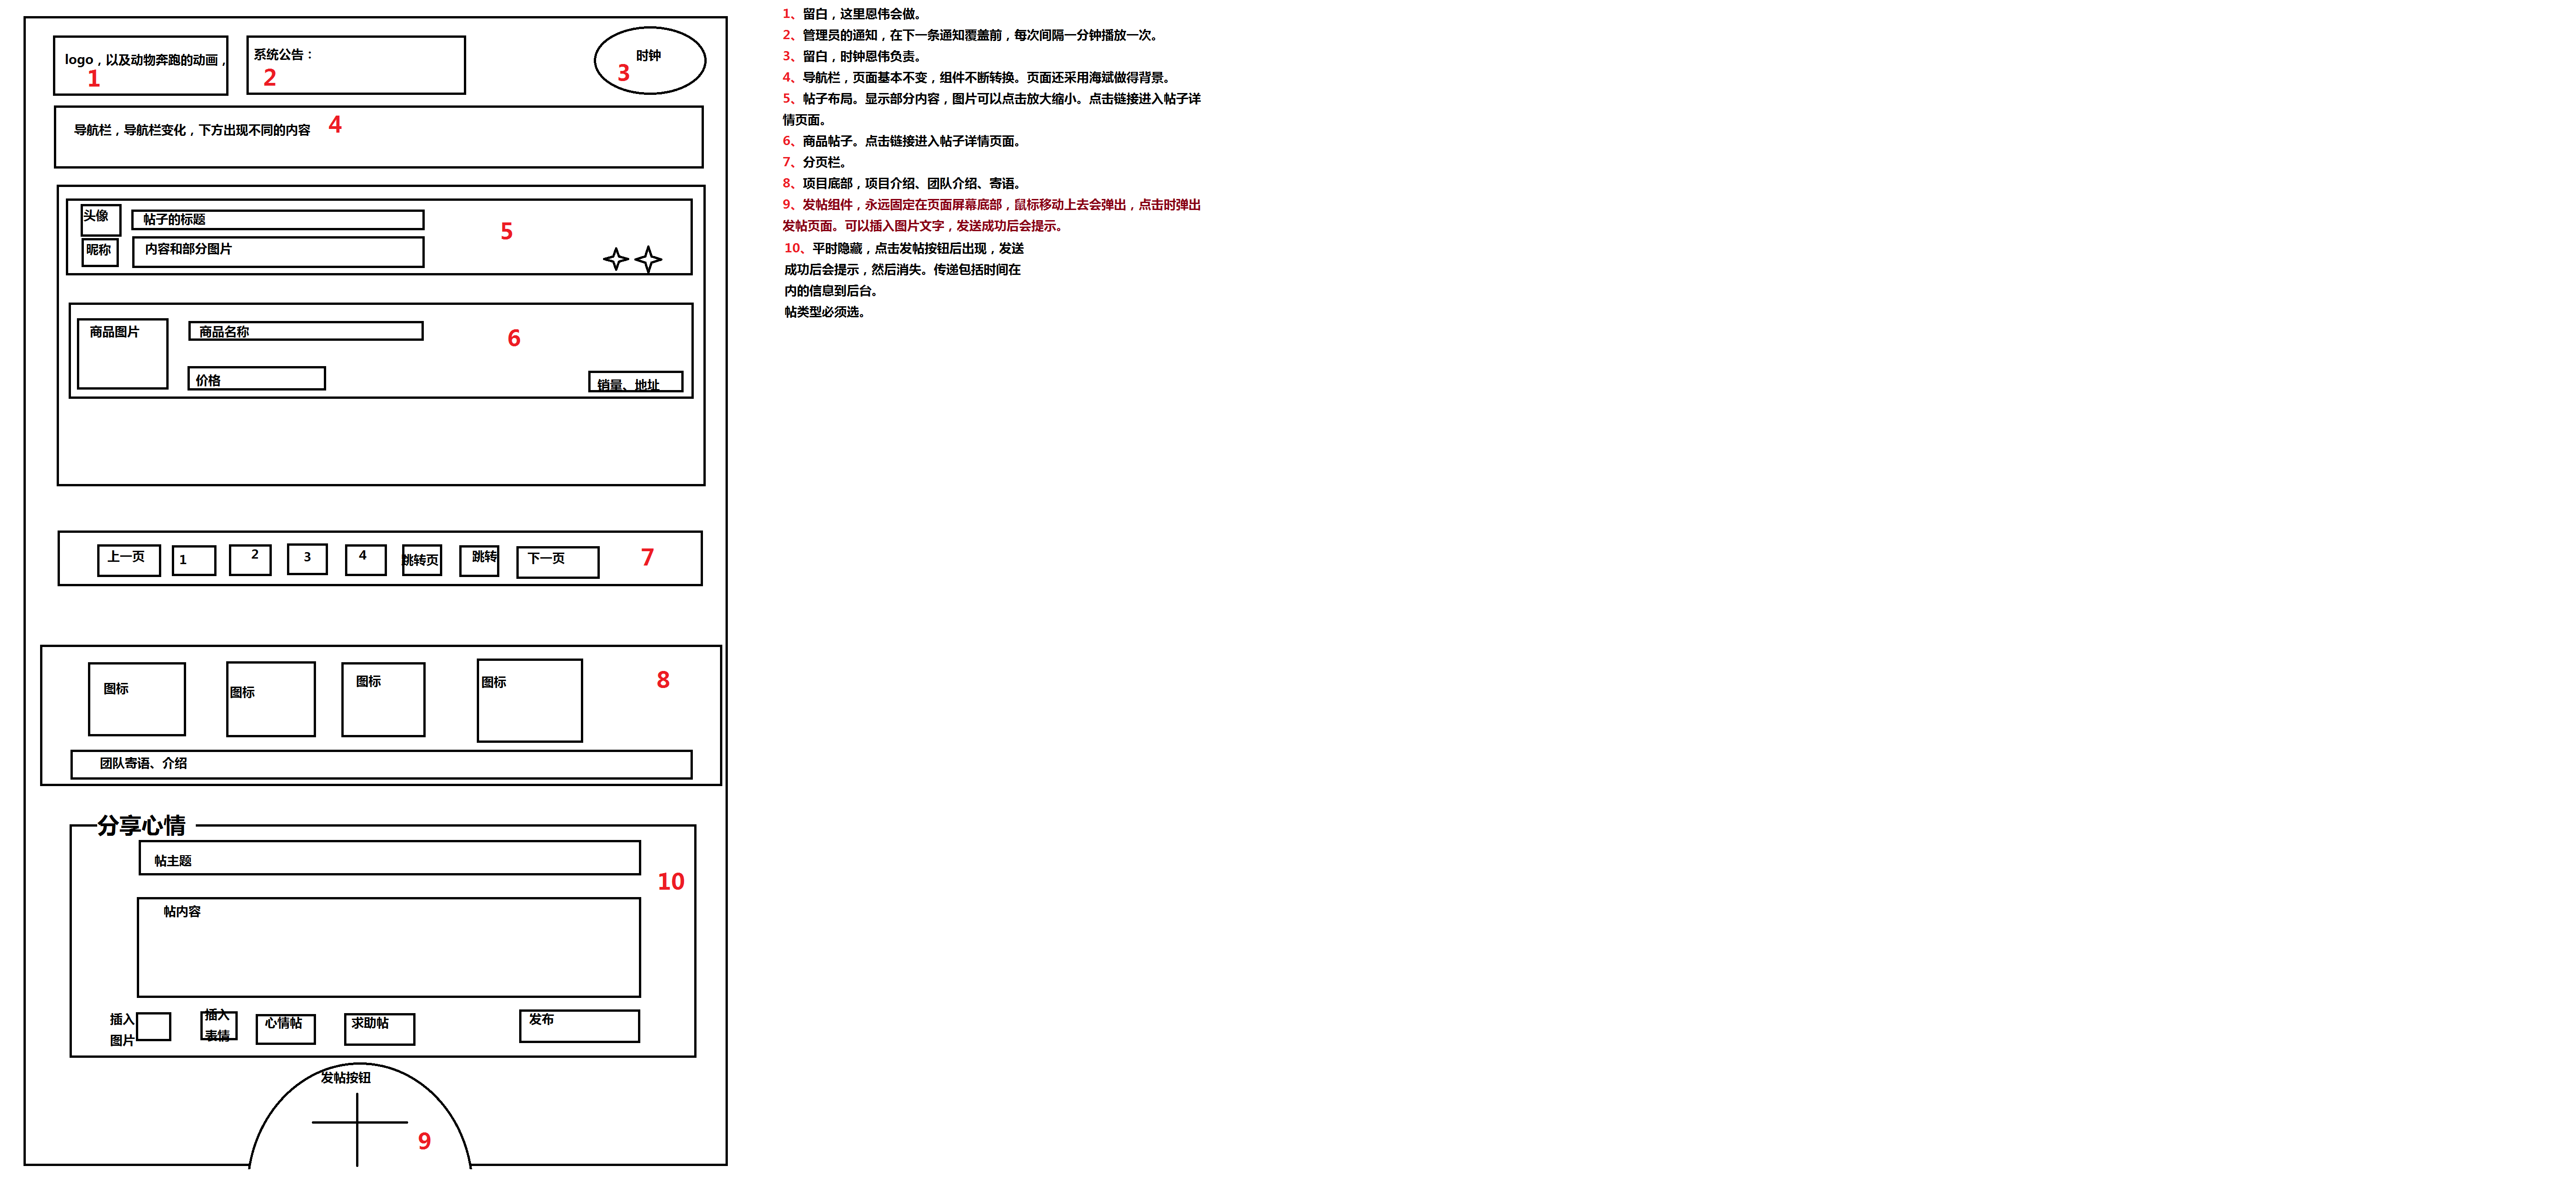 logo，以及动物奔跑的动画，
1
系统公告：
2
时钟
3
导航栏，导航栏变化，下方出现不同的内容
4
头像
帖子的标题
5
昵称
内容和部分图片
商品图片
商品名称
6
价格
销量、地址
上一页
1
2
3
4
跳转页
跳转
下一页
7
图标
图标
图标
图标
8
团队寄语、介绍
分享心情
帖主题
10
帖内容
插入
图片
插入
表情
心情帖
求助帖
发布
发帖按钮
9
1、留白，这里恩伟会做。
2、管理员的通知，在下一条通知覆盖前，每次间隔一分钟播放一次。
3、留白，时钟恩伟负责。
4、导航栏，页面基本不变，组件不断转换。页面还采用海斌做得背景。
5、帖子布局。显示部分内容，图片可以点击放大缩小。点击链接进入帖子详
情页面。
6、商品帖子。点击链接进入帖子详情页面。
7、分页栏。
8、项目底部，项目介绍、团队介绍、寄语。
9、发帖组件，永远固定在页面屏幕底部，鼠标移动上去会弹出，点击时弹出
发帖页面。可以插入图片文字，发送成功后会提示。
10、平时隐藏，点击发帖按钮后出现，发送
成功后会提示，然后消失。传递包括时间在
内的信息到后台。
帖类型必须选。